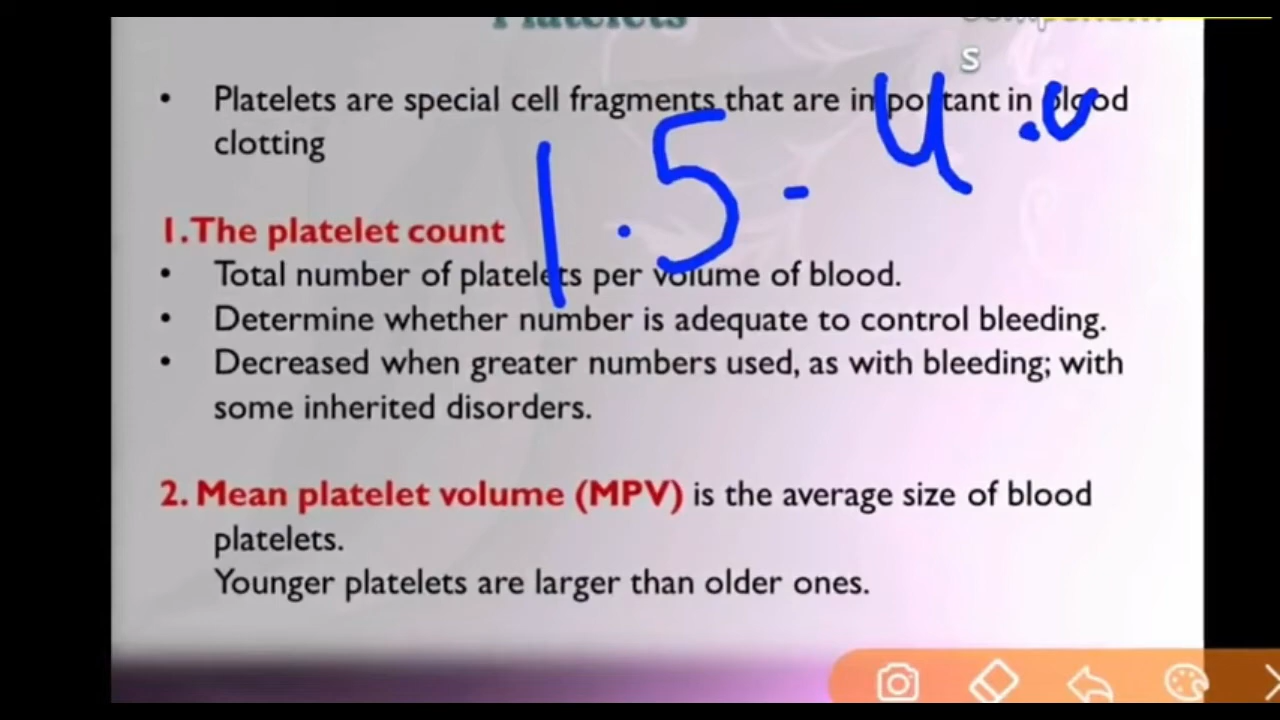 Platelets
s
• Platelets are special cell fragments that are important in blood
clotting
1.5 - 4.0
1. The platelet count
• Total number of platelets per volume of blood.
• Determine whether number is adequate to control bleeding.
• Decreased when greater numbers used, as with bleeding; with
some inherited disorders.
2. Mean platelet volume (MPV) is the average size of blood
platelets.
Younger platelets are larger than older ones.